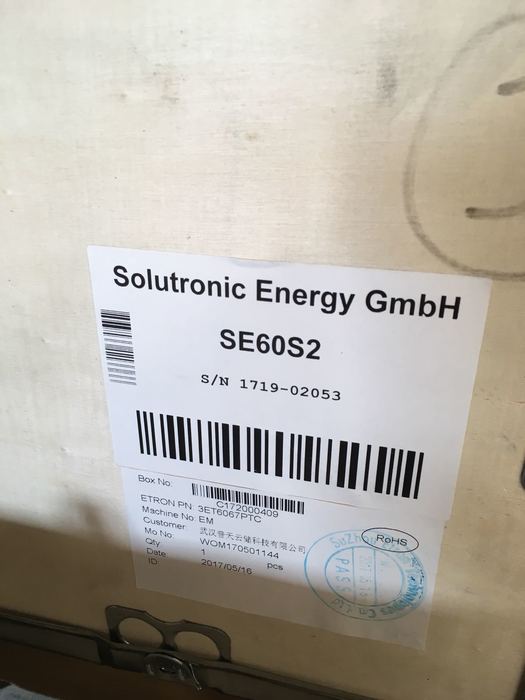 Solutronic Energy GmbH
SE60S2
S/N 1719-02053
Box No:
C172000409
ETRON PN: 3ET6067PTC
Machine No: EM
Customer: 武汉普天云储科技有限公司
Mo No: WOM170501144
Qty: 1 pcs
Date 2017/05/16
ID:
RoHS
PASS